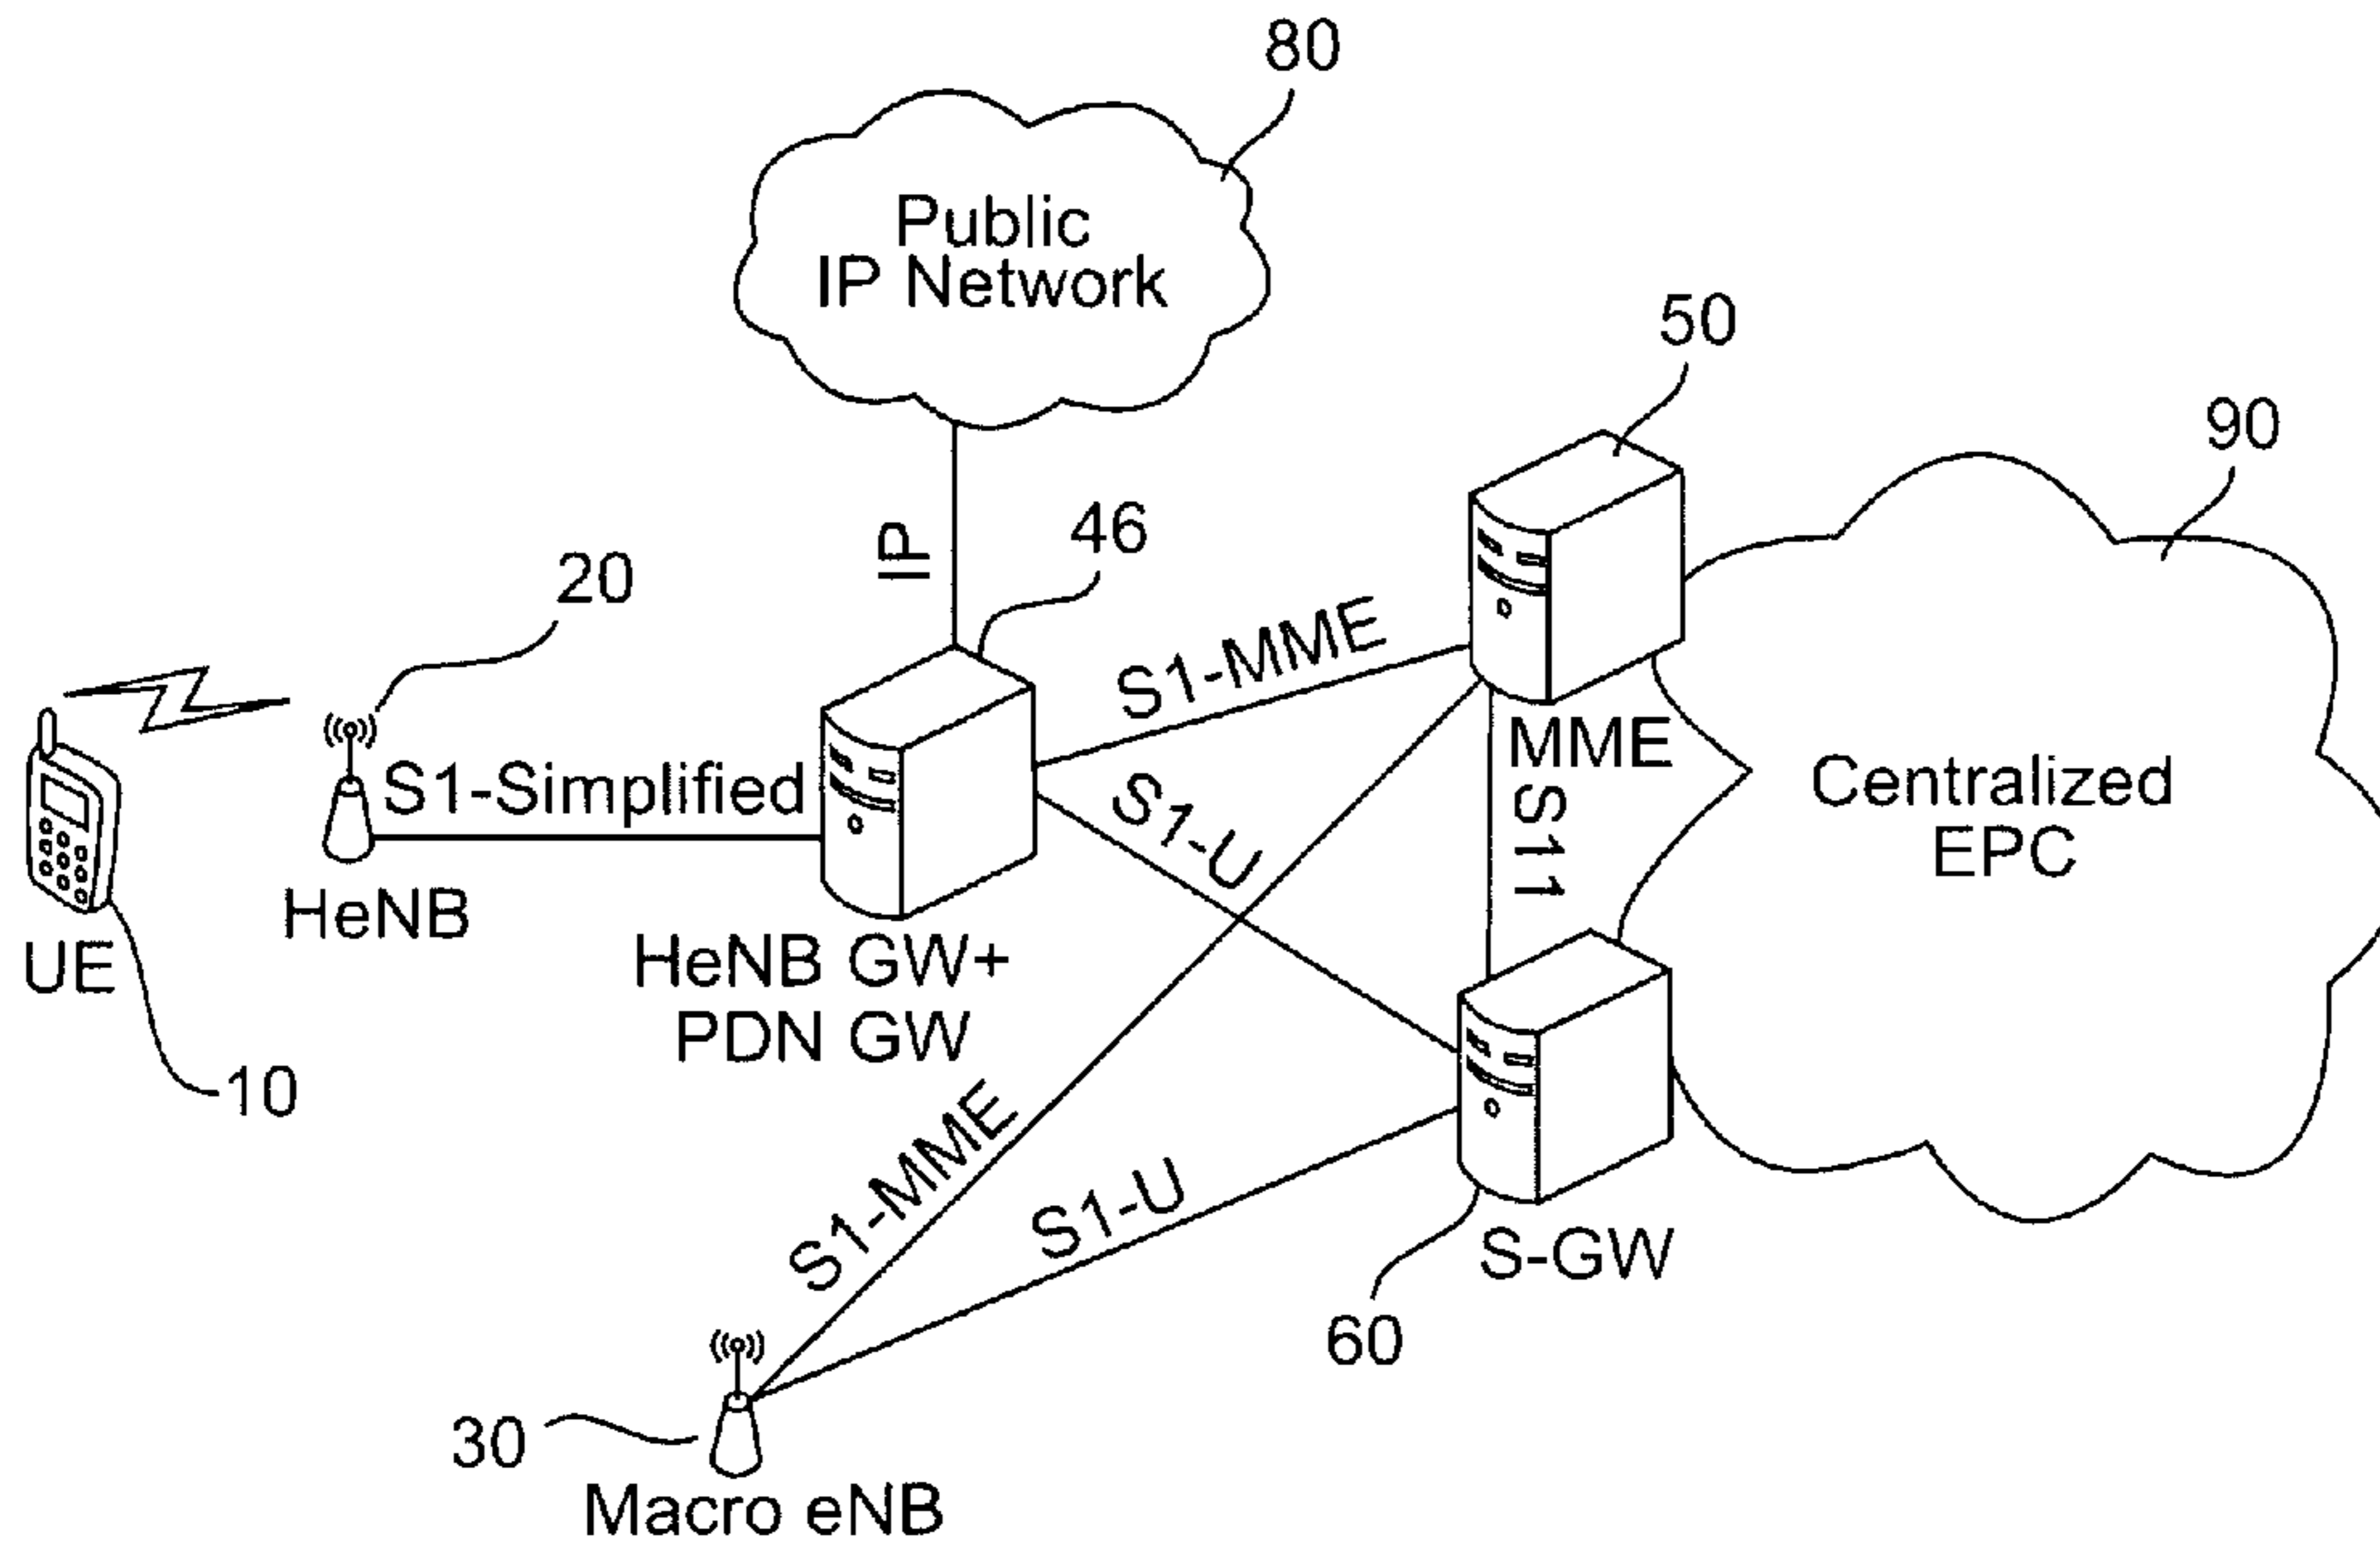 80
Public
IP Network
50
90
IP
46
20
S1-MME
S1-Simplified
MME
Centralized
EPC
S1-U
S11
HeNB
UE
HeNB GW+
PDN GW
10
S1-MME
S1-U
S-GW
60
30
Macro eNB